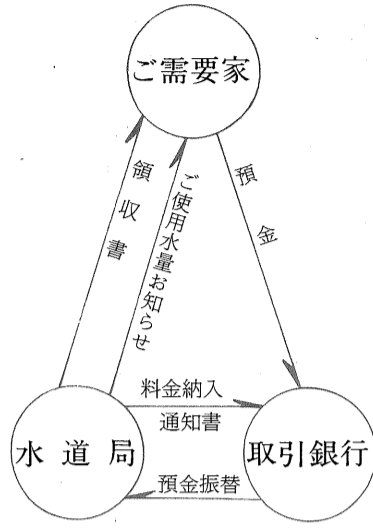 ご需要家
領収書
ご使用水量お知らせ
預金
料金納入
通知書
水道局
取引銀行
預金振替